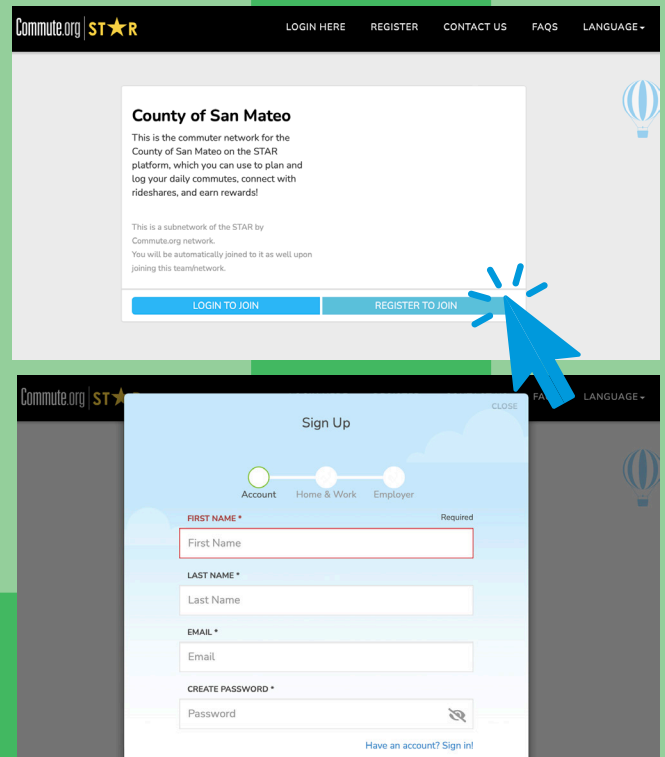 Commute.org | ST★R LOGIN HERE REGISTER CONTACT US FAQS LANGUAGE
County of San Mateo
This is the commuter network for the
County of San Mateo on the STAR
platform, which you can use to plan and
log your daily commutes, connect with
rideshares, and earn rewards!
This is a subnetwork of the STAR by
Commute.org network.
You will be automatically joined to it as well upon
joining this team/network.
LOGIN TO JOIN REGISTER TO JOIN
Commute.org | ST★ LANGUAGE
CLOSE
Sign Up
Account Home & Work Employer
FIRST NAME * Required
First Name
LAST NAME *
Last Name
EMAIL *
Email
CREATE PASSWORD *
Password
Have an account? Sign in!